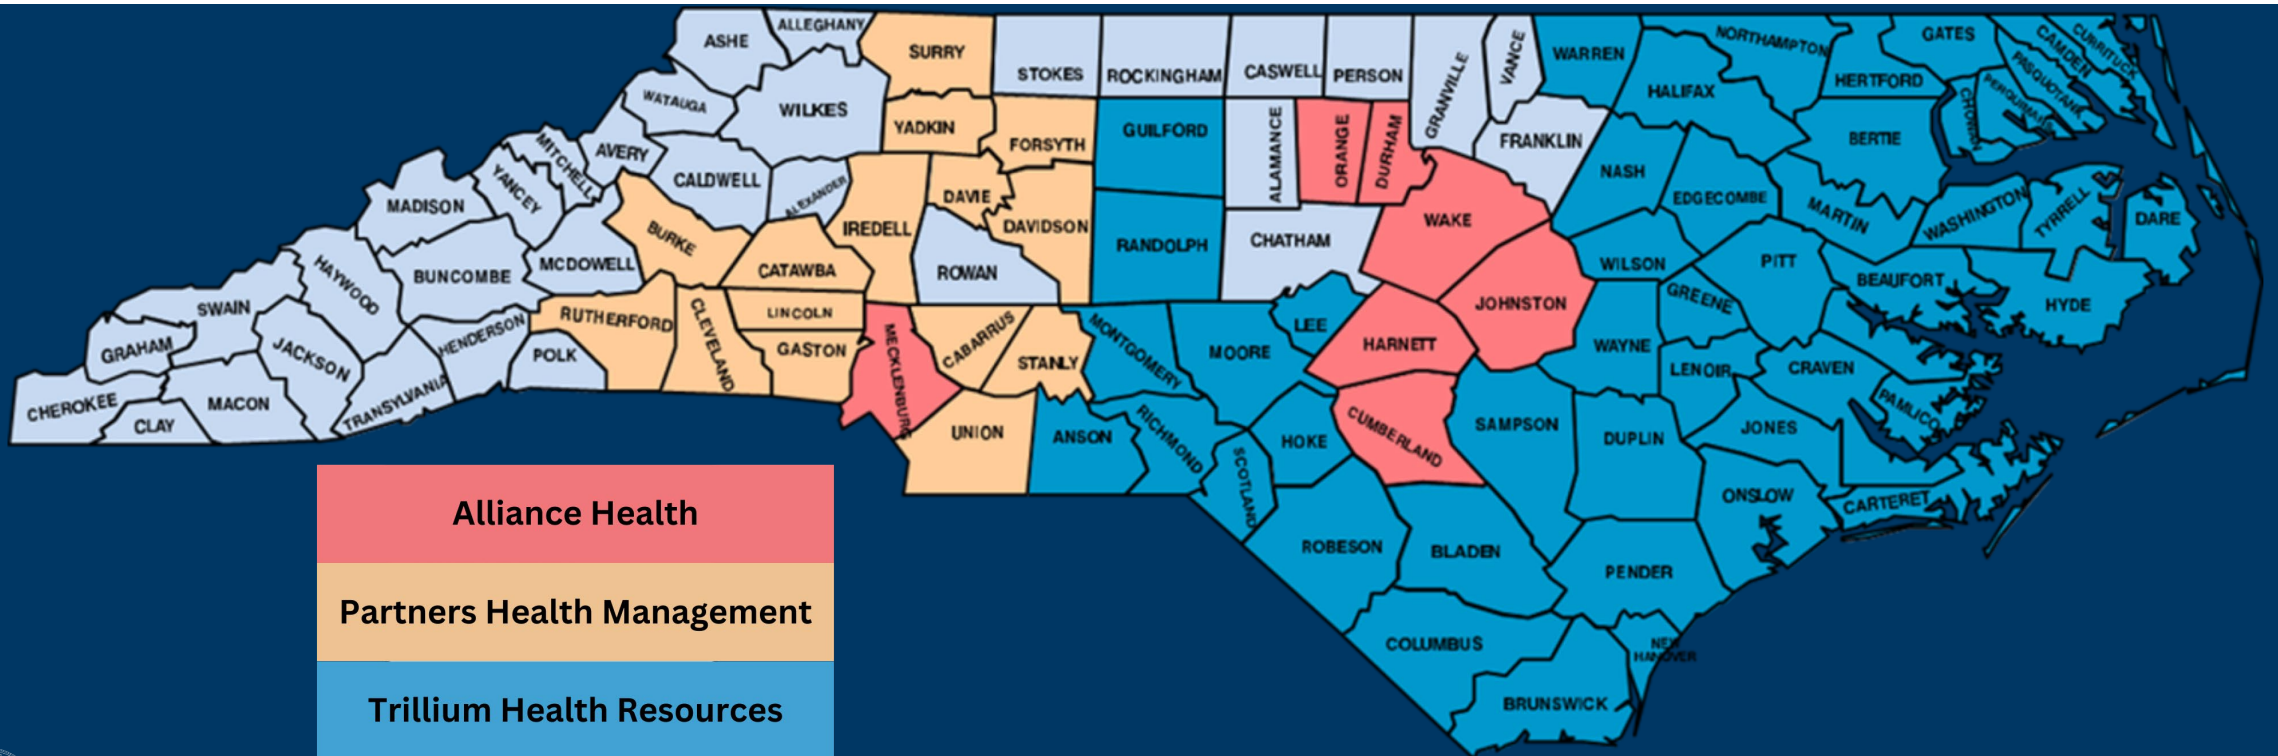 ASHE
ALLEGHANY
SURRY
STOKES
ROCKINGHAM
CASWELL
PERSON
GRANVILLE
VANCE
WARREN
NORTHAMPTON
GATES
CAMDEN
CURRITUCK
WATAUGA
WILKES
YADKIN
FORSYTH
GUILFORD
ALAMANCE
ORANGE
DURHAM
FRANKLIN
HALIFAX
HERTFORD
PASQUOTANK
PERQUIMANS
CHOWAN
BERTIE
MITCHELL
AVERY
YANCEY
CALDWELL
ALEXANDER
IREDELL
DAVIE
DAVIDSON
RANDOLPH
CHATHAM
WAKE
NASH
EDGECOMBE
MARTIN
WASHINGTON
TYRRELL
DARE
MADISON
BURKE
CATAWBA
ROWAN
WILSON
PITT
BEAUFORT
HYDE
HAYWOOD
BUNCOMBE
MCDOWELL
SWAIN
RUTHERFORD
CLEVELAND
LINCOLN
GASTON
MECKLENBURG
CABARRUS
STANLY
MONTGOMERY
MOORE
LEE
HARNETT
JOHNSTON
GREENE
WAYNE
LENOIR
CRAVEN
PAMLICO
GRAHAM
JACKSON
HENDERSON
POLK
CHEROKEE
CLAY
MACON
TRANSYLVANIA
UNION
ANSON
RICHMOND
SCOTLAND
HOKE
CUMBERLAND
SAMPSON
DUPLIN
JONES
ONSLOW
CARTERET
ROBESON
BLADEN
PENDER
COLUMBUS
NEW
HANOVER
BRUNSWICK
Alliance Health
Partners Health Management
Trillium Health Resources